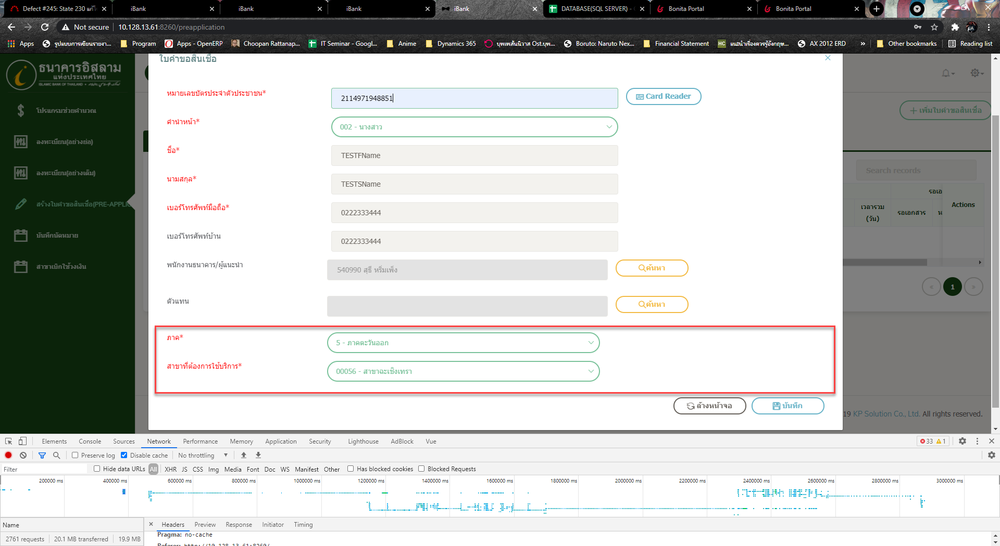 Defect #245: State 230 แก้ไ
iBank
iBank
iBank
iBank
DATABASE(SQL SERVER) -
Bonita Portal
Bonita Portal
Not secure
10.128.13.61:8260/preapplication
Apps
รูปแบบการเขียนรายงา...
Program
Apps - OpenERP
Choopan Rattanap...
IT Seminar - Googl...
Anime
Dynamics 365
บุพเพสันนิวาส Ost.บุพ...
Boruto: Naruto Nex...
Financial Statement
HC
แนะนำเรื่องควรรู้อังกฤษ...
AX 2012 ERD
»
Other bookmarks
Reading list
ธนาคารอิสลาม
แห่งประเทศไทย
ISLAMIC BANK OF THAILAND
โปรแกรมช่วยคำนวณ
ลงทะเบียน(อย่างย่อ)
ลงทะเบียน(อย่างเต็ม)
สร้างใบคำขอสินเชื่อ(PRE-APPLIC
บันทึกนัดหมาย
สาขาเบิกใช้วงเงิน
ใบคำขอสินเชื่อ
หมายเลขบัตรประจำตัวประชาชน*
2114971948851
Card Reader
คำนำหน้า*
002 - นางสาว
ชื่อ*
TESTFName
นามสกุล*
TESTSName
เบอร์โทรศัพท์มือถือ*
0222333444
เบอร์โทรศัพท์บ้าน
0222333444
พนักงานธนาคาร/ผู้แนะนำ
540990 สุธี หริ่มเพ็ง
ค้นหา
ตัวแทน
ค้นหา
ภาค*
5 - ภาคตะวันออก
สาขาที่ต้องการใช้บริการ*
00056 - สาขาฉะเชิงเทรา
ล้างหน้าจอ
บันทึก
เพิ่มใบคำขอสินเชื่อ
Search records
รอเอ
Actions
เวลารวม
(วัน)
รอเอกสาร
ห
«
1
»
19 KP Solution Co., Ltd. All rights reserved.
Elements
Console
Sources
Network
Performance
Memory
Application
Security
Lighthouse
AdBlock
Vue
33
1
Preserve log
Disable cache
No throttling
Filter
Hide data URLs
All
XHR
JS
CSS
Img
Media
Font
Doc
WS
Manifest
Other
Has blocked cookies
Blocked Requests
200000 ms
400000 ms
600000 ms
800000 ms
1000000 ms
1200000 ms
1400000 ms
1600000 ms
1800000 ms
2000000 ms
2200000 ms
2400000 ms
2600000 ms
2800000 ms
3000000 ms
Name
Headers
Preview
Response
Initiator
Timing
Pragma: no-cache
Referer: http://10.128.13.61:8260/
2761 requests
20.1 MB transferred
19.9 MB